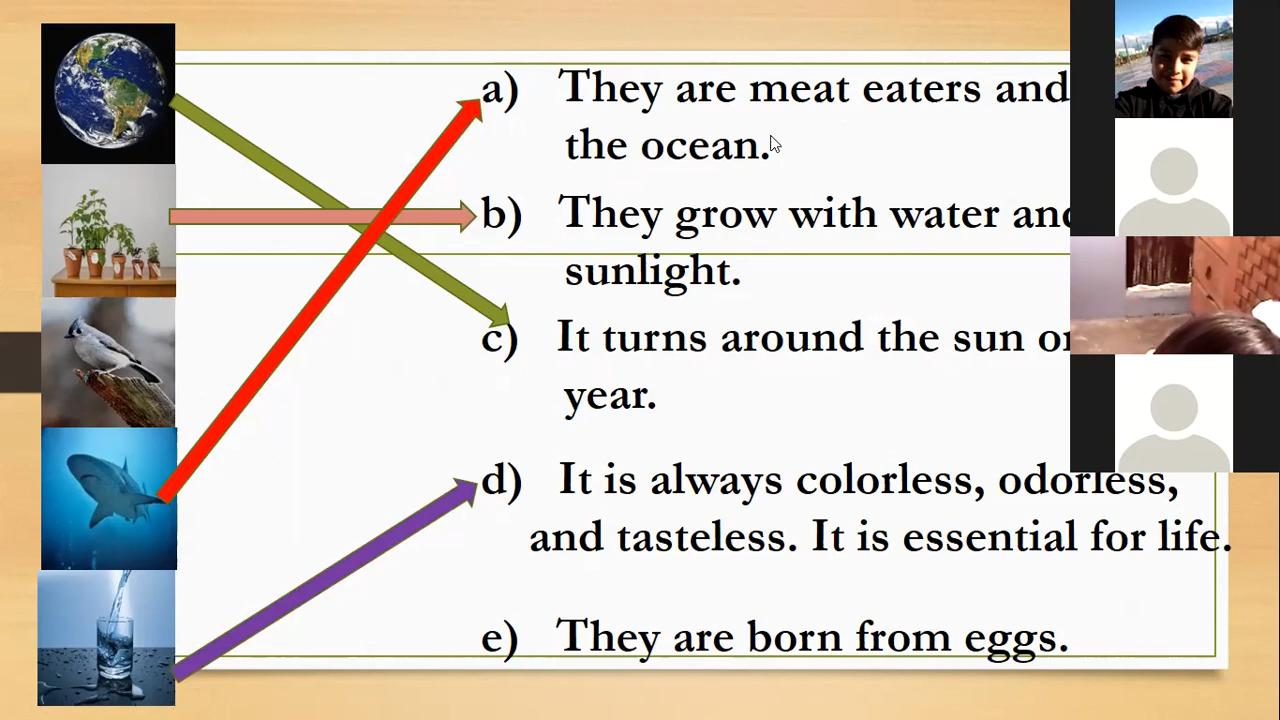 a) They are meat eaters and
the ocean.
b) They grow with water and
sunlight.
c) It turns around the sun
year.
d) It is always colorless, odorless,
and tasteless. It is essential for life.
e) They are born from eggs.